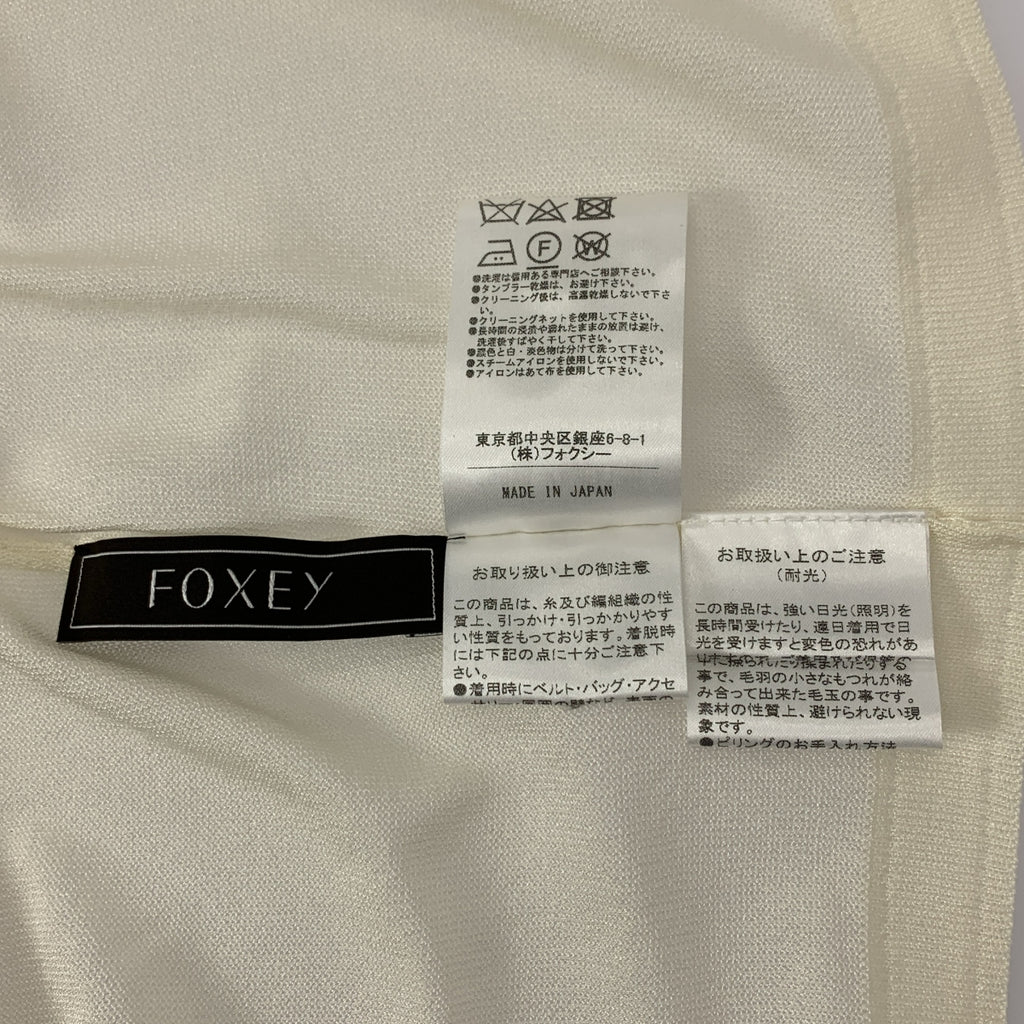 FOXEY
F
W
●洗濯は信用ある専門店へご相談下さい。
●タンブラー乾燥は、お避け下さい。
●クリーニング後は、高温乾燥しないで下さ
い。
●クリーニングネットを使用して下さい。
●長時間の浸漬や濡れたままの放置は避け、
洗濯後すばやく干して下さい。
●濃色と白・淡色物は分けて洗って下さい。
●スチームアイロンを使用しないで下さい。
●アイロンはあて布を使用して下さい。
東京都中央区銀座6-8-1
(株)フォクシー
MADE IN JAPAN
お取り扱い上の御注意
この商品は、糸及び編組織の性
質上、引っかけ・引っかかりやす
い性質をもっております。着脱時
には下記の点に十分ご注意下
さい。
●着用時にベルト・バッグ・アクセ
お取扱い上のご注意
(耐光)
この商品は、強い日光(照明)を
長時間受けたり、連日着用で日
光を受けますと変色の恐れがあ
事で、毛羽の小さなもつれが絡
み合って出来た毛玉の事です。
素材の性質上、避けられない現
象です。
●ピリングのお手入れ方法